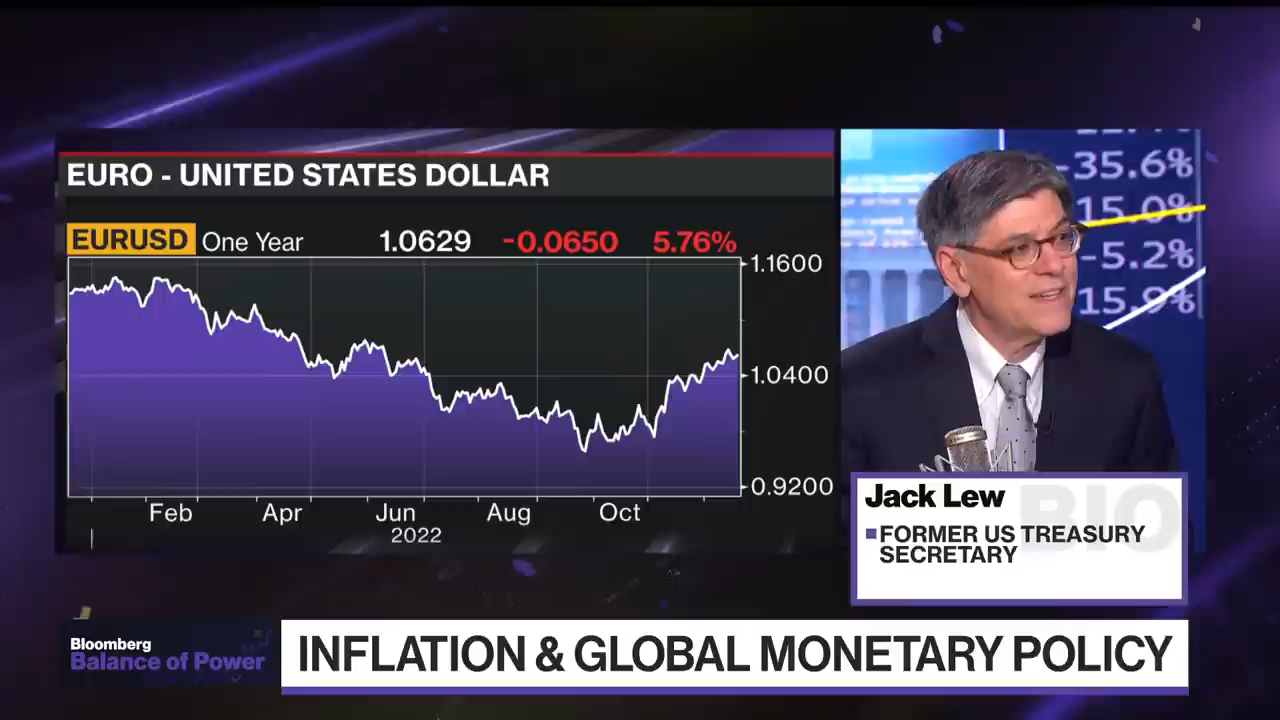 EURO - UNITED STATES DOLLAR
EURUSD One Year 1.0629 -0.0650 5.76%
1.1600
1.0400
0.9200
Feb Apr Jun Aug Oct
2022
-35.6%
15.0%
-5.2%
15.9%
Jack Lew
BIO
FORMER US TREASURY
SECRETARY
Bloomberg
Balance of Power
INFLATION & GLOBAL MONETARY POLICY